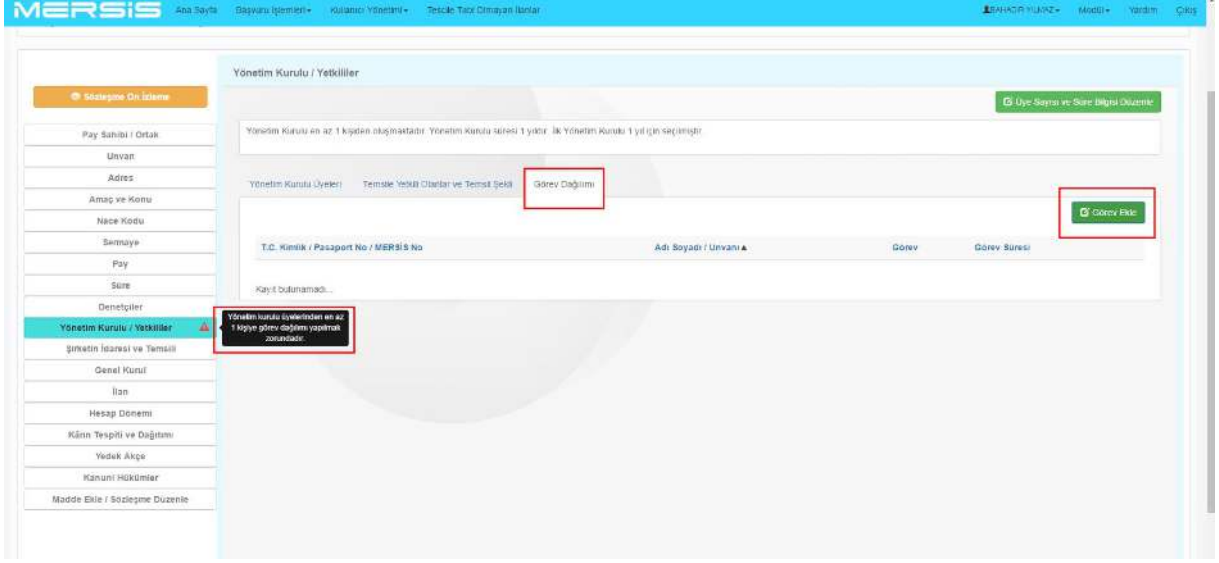 MERSİS Ana Sayfa Başvuru İşlemleri Kullanıcı Yönetimi Tescile Tabi Olmayan İlanlar BAHADIR YILMAZ Modül Yardım Çıkış
Yönetim Kurulu / Yetkililer
Sözleşme Ön İzleme
Üye Sayısı ve Süre Bilgisi Düzenle
Yönetim Kurulu en az 1 kişiden oluşmaktadır. Yönetim Kurulu süresi 1 yıldır. İlk Yönetim Kurulu 1 yıl için seçilmiştir.
Pay Sahibi / Ortak
Unvan
Adres
Amaç ve Konu
Nace Kodu
Sermaye
Pay
Süre
Denetçiler
Yönetim Kurulu / Yetkililer
Şirketin İdaresi ve Temsili
Genel Kurul
İlan
Hesap Dönemi
Kârın Tespiti ve Dağıtımı
Yedek Akçe
Kanuni Hükümler
Madde Ekle / Sözleşme Düzenle
Yönetim Kurulu Üyeleri Temsile Yetkili Olanlar ve Temsil Şekli Görev Dağılımı
Görev Ekle
T.C. Kimlik / Pasaport No / MERSİS No Adı Soyadı / Unvanı Görev Görev Süresi
Kayıt bulunamadı...
Yönetim kurulu üyelerinden en az
1 kişiye görev dağılımı yapılmak
zorundadır.